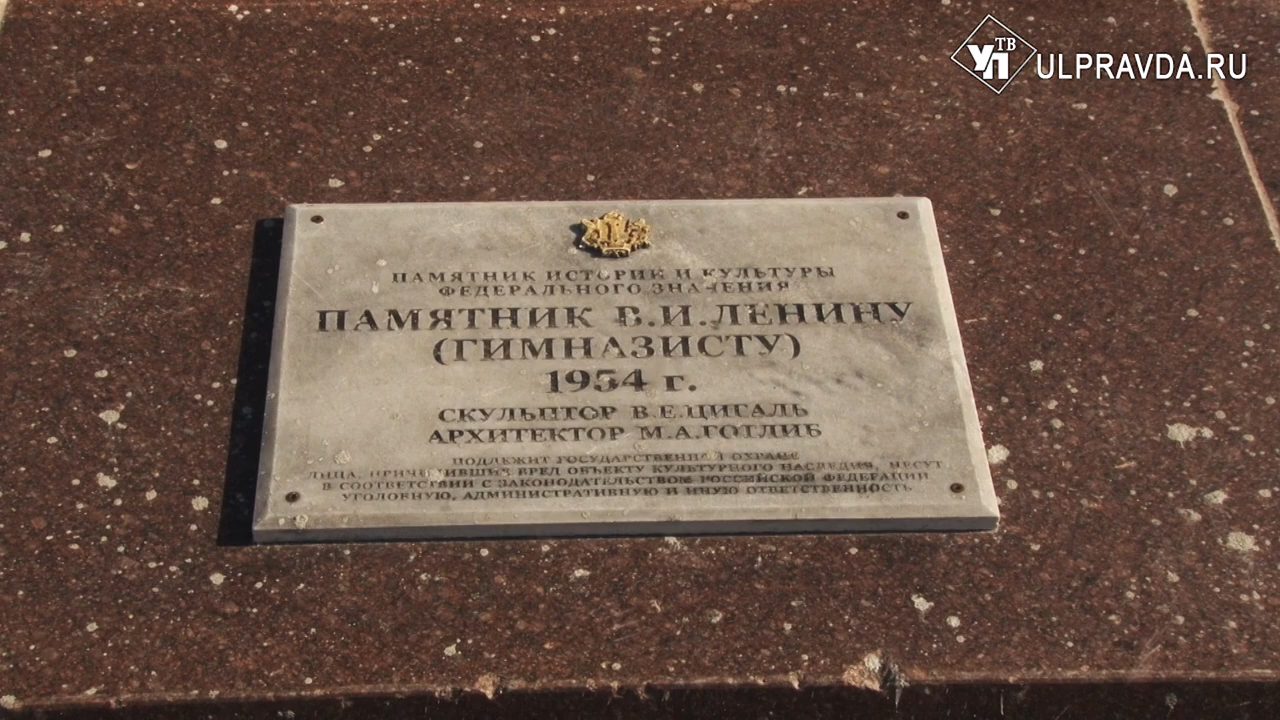 УП ТВ ULPRAVDA.RU
ПАМЯТНИК ИСТОРИИ И КУЛЬТУРЫ
ФЕДЕРАЛЬНОГО ЗНАЧЕНИЯ
ПАМЯТНИК В.И.ЛЕНИНУ
(ГИМНАЗИСТУ)
1954 г.
СКУЛЬПТОР В.Е.ЦИГАЛЬ
АРХИТЕКТОР М.А.ГОТЛИБ
ПОДЛЕЖИТ ГОСУДАРСТВЕННОЙ ОХРАНЕ
ЛИЦА, ПРИЧИНИВШИЕ ВРЕД ОБЪЕКТУ КУЛЬТУРНОГО НАСЛЕДИЯ, НЕСУТ
В СООТВЕТСТВИИ С ЗАКОНОДАТЕЛЬСТВОМ РОССИЙСКОЙ ФЕДЕРАЦИИ
УГОЛОВНУЮ, АДМИНИСТРАТИВНУЮ И ИНУЮ ОТВЕТСТВЕННОСТЬ